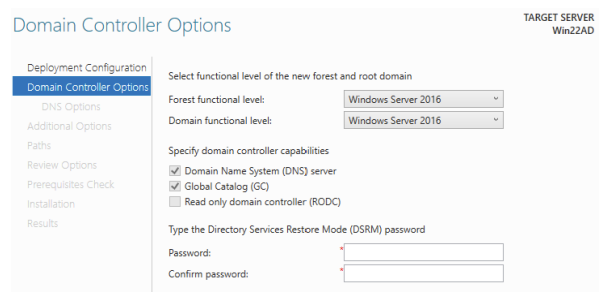 Domain Controller Options
TARGET SERVER
Win22AD
Deployment Configuration
Domain Controller Options
DNS Options
Additional Options
Paths
Review Options
Prerequisites Check
Installation
Results
Select functional level of the new forest and root domain
Forest functional level: Windows Server 2016
Domain functional level: Windows Server 2016
Specify domain controller capabilities
Domain Name System (DNS) server
Global Catalog (GC)
Read only domain controller (RODC)
Type the Directory Services Restore Mode (DSRM) password
Password: *
Confirm password: *